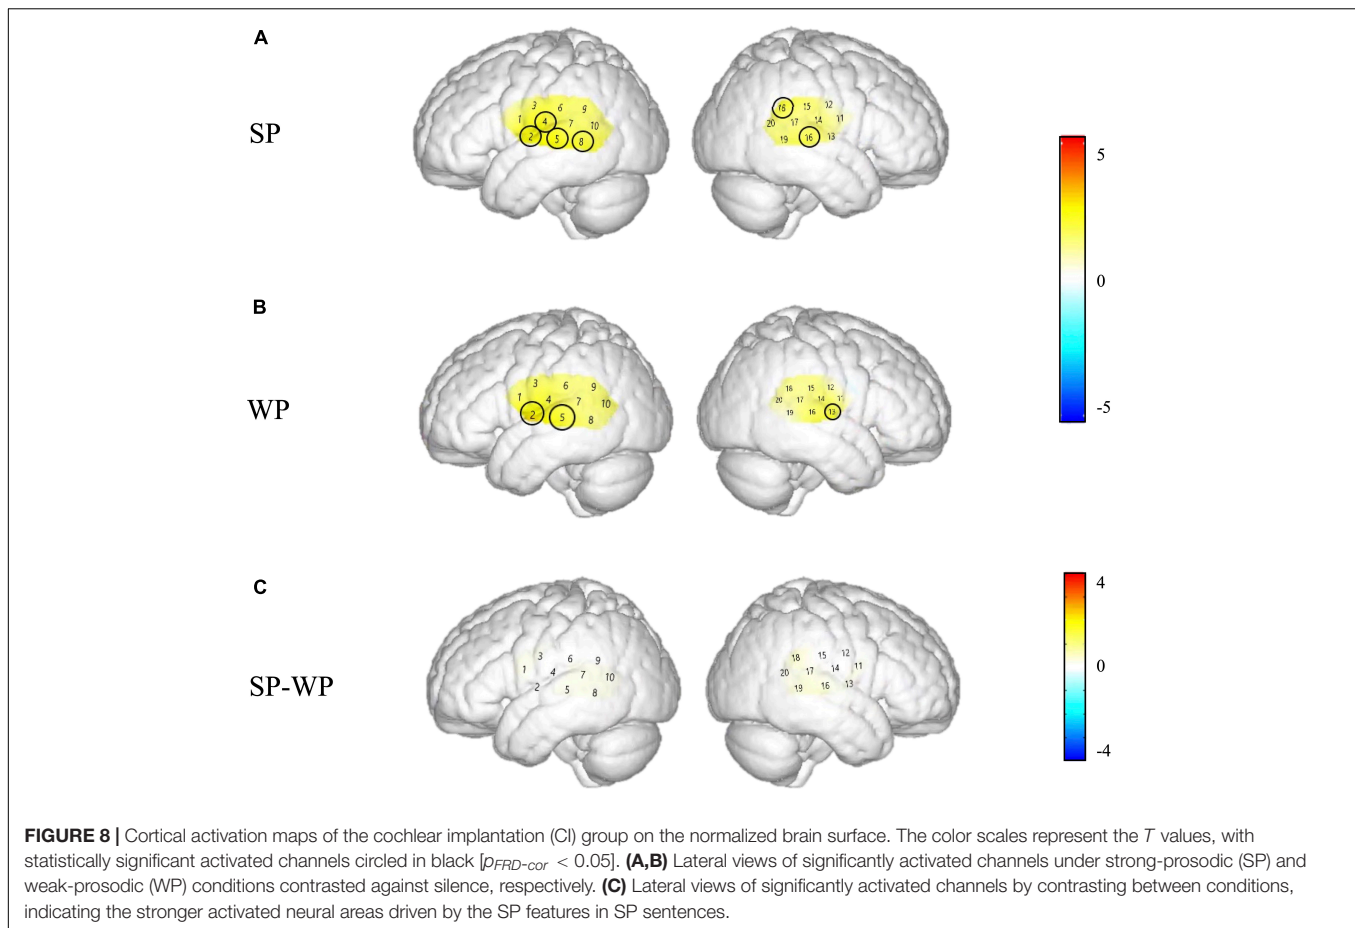 A
SP
3 6 9
1 4 7 10
2 5 8
18 15 12
20 17 14 11
19 16 13
5
0
-5
B
WP
3 6 9
1 4 7 10
2 5 8
18 15 12
20 17 14 11
19 16 13
C
SP-WP
3 6 9
1 4 7 10
2 5 8
18 15 12
20 17 14 11
19 16 13
4
0
-4
FIGURE 8 | Cortical activation maps of the cochlear implantation (CI) group on the normalized brain surface. The color scales represent the T values, with
statistically significant activated channels circled in black [pFRD-cor < 0.05]. (A,B) Lateral views of significantly activated channels under strong-prosodic (SP) and
weak-prosodic (WP) conditions contrasted against silence, respectively. (C) Lateral views of significantly activated channels by contrasting between conditions,
indicating the stronger activated neural areas driven by the SP features in SP sentences.